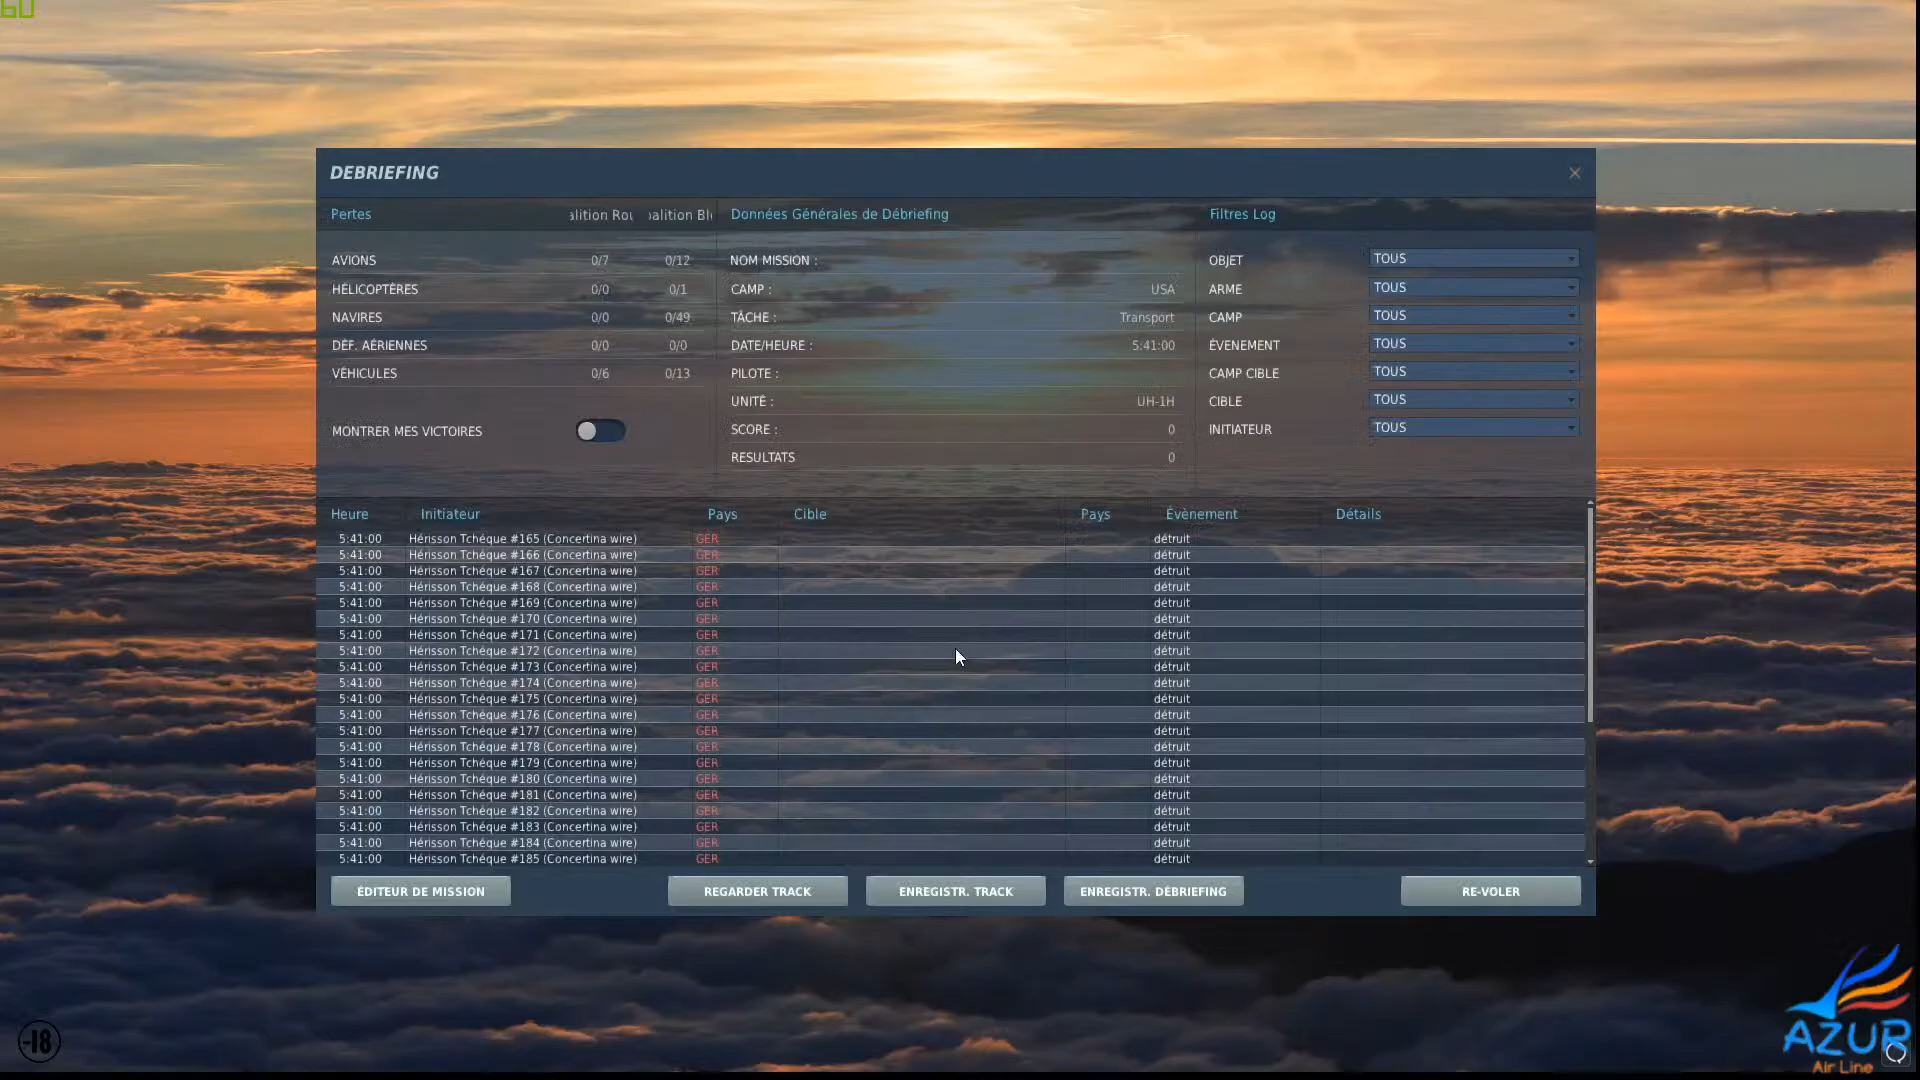 60
DEBRIEFING
Pertes alition Rou oalition Ble Données Générales de Débriefing Filtres Log
AVIONS 0/7 0/12 NOM MISSION : OBJET TOUS
HÉLICOPTÈRES 0/0 0/1 CAMP : USA ARME TOUS
NAVIRES 0/0 0/49 TÂCHE : Transport CAMP TOUS
DÉF. AÉRIENNES 0/0 0/0 DATE/HEURE : 5:41:00 ÉVENEMENT TOUS
VÉHICULES 0/6 0/13 PILOTE : CAMP CIBLE TOUS
UNITÉ : UH-1H CIBLE TOUS
MONTRER MES VICTOIRES SCORE : 0 INITIATEUR TOUS
RESULTATS 0
Heure Initiateur Pays Cible Pays Évènement Détails
5:41:00 Hérisson Tchéque #165 (Concertina wire) GER détruit
5:41:00 Hérisson Tchéque #166 (Concertina wire) GER détruit
5:41:00 Hérisson Tchéque #167 (Concertina wire) GER détruit
5:41:00 Hérisson Tchéque #168 (Concertina wire) GER détruit
5:41:00 Hérisson Tchéque #169 (Concertina wire) GER détruit
5:41:00 Hérisson Tchéque #170 (Concertina wire) GER détruit
5:41:00 Hérisson Tchéque #171 (Concertina wire) GER détruit
5:41:00 Hérisson Tchéque #172 (Concertina wire) GER détruit
5:41:00 Hérisson Tchéque #173 (Concertina wire) GER détruit
5:41:00 Hérisson Tchéque #174 (Concertina wire) GER détruit
5:41:00 Hérisson Tchéque #175 (Concertina wire) GER détruit
5:41:00 Hérisson Tchéque #176 (Concertina wire) GER détruit
5:41:00 Hérisson Tchéque #177 (Concertina wire) GER détruit
5:41:00 Hérisson Tchéque #178 (Concertina wire) GER détruit
5:41:00 Hérisson Tchéque #179 (Concertina wire) GER détruit
5:41:00 Hérisson Tchéque #180 (Concertina wire) GER détruit
5:41:00 Hérisson Tchéque #181 (Concertina wire) GER détruit
5:41:00 Hérisson Tchéque #182 (Concertina wire) GER détruit
5:41:00 Hérisson Tchéque #183 (Concertina wire) GER détruit
5:41:00 Hérisson Tchéque #184 (Concertina wire) GER détruit
5:41:00 Hérisson Tchéque #185 (Concertina wire) GER détruit
ÉDITEUR DE MISSION REGARDER TRACK ENREGISTR. TRACK ENREGISTR. DÉBRIEFING RE-VOLER
-18
AZUR
Air Line